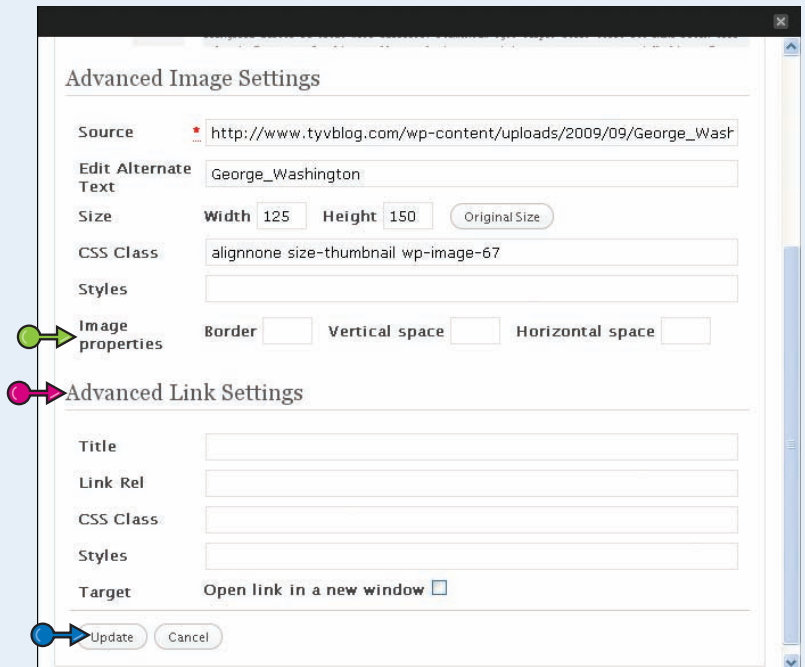 Advanced Image Settings
Source * http://www.tyvblog.com/wp-content/uploads/2009/09/George_Wash
Edit Alternate
Text
George_Washington
Size Width 125 Height 150 Original Size
CSS Class alignnone size-thumbnail wp-image-67
Styles
Image
properties
Border Vertical space Horizontal space
Advanced Link Settings
Title
Link Rel
CSS Class
Styles
Target Open link in a new window
Update Cancel